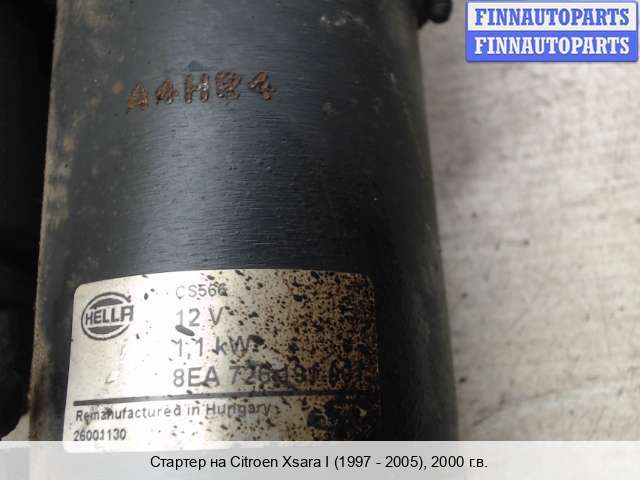 FINNAUTOPARTS
FINNAUTOPARTS
A4HR4
HELLA
CS566
12 V
1,1 kW
8EA
Remanufactured in Hungary
26001130
Стартер на Citroen Xsara I (1997 - 2005), 2000 г.в.